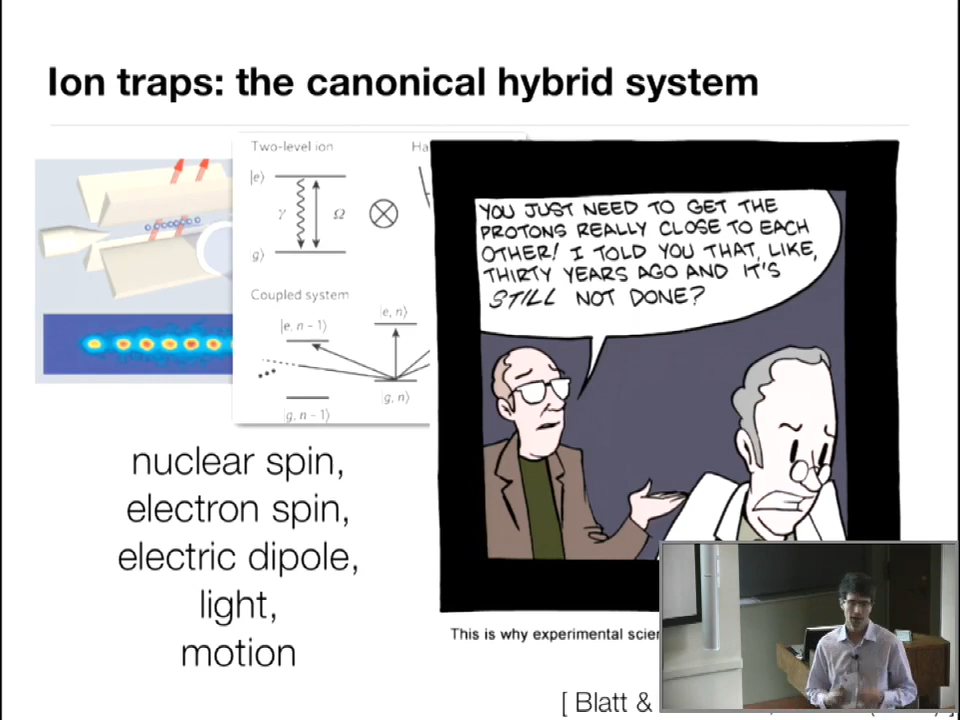 Ion traps: the canonical hybrid system
Two-level ion
Ha
|e⟩
γ
Ω
g⟩
Coupled system
|e, n − 1⟩
|e, n⟩
|g, n⟩
|g, n−1⟩
YOU JUST NEED TO GET THE
PROTONS REALLY CLOSE TO EACH
OTHER! I TOLD YOU THAT, LIKE,
THIRTY YEARS AGO AND IT'S
STILL NOT DONE?
nuclear spin,
electron spin,
electric dipole,
light,
motion
This is why experimental
[ Blatt &